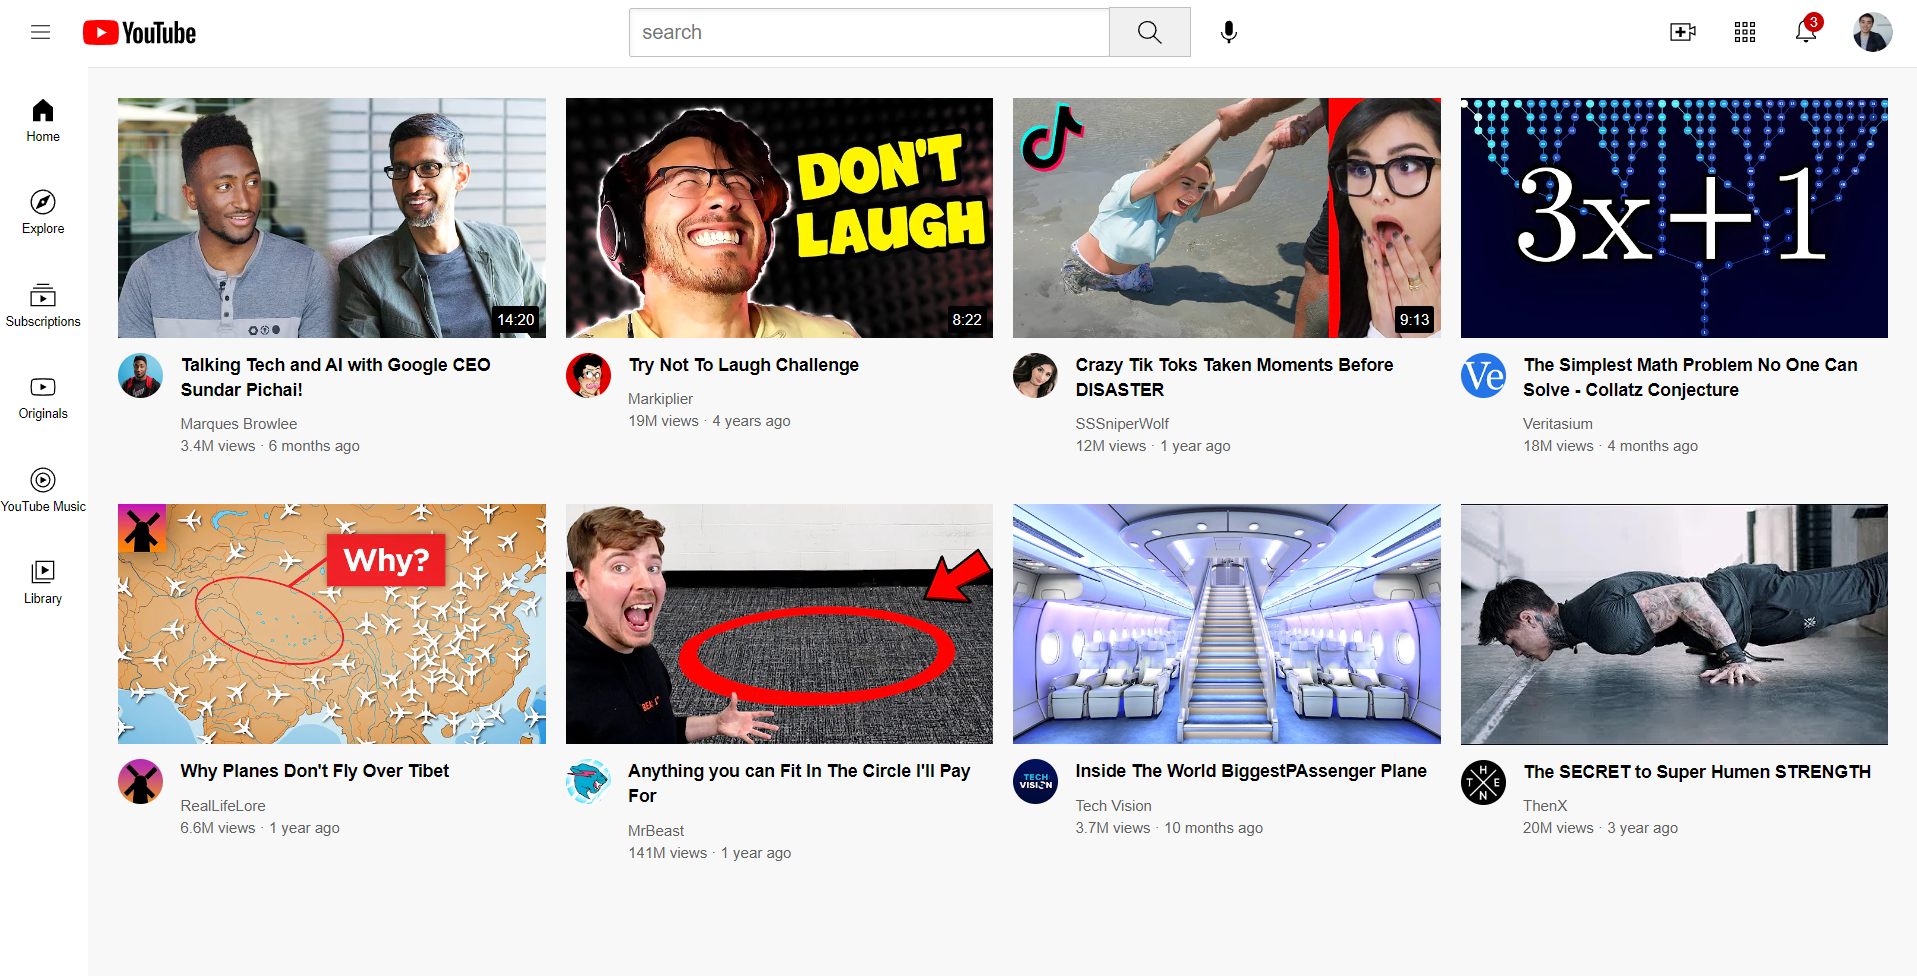 YouTube
search
3
Home
Explore
Subscriptions
Originals
YouTube Music
Library
14:20
Talking Tech and AI with Google CEO
Sundar Pichai!
Marques Browlee
3.4M views · 6 months ago
DON'T
LAUGH
8:22
Try Not To Laugh Challenge
Markiplier
19M views · 4 years ago
9:13
Crazy Tik Toks Taken Moments Before
DISASTER
SSSniperWolf
12M views · 1 year ago
3x+1
Ve
The Simplest Math Problem No One Can
Solve - Collatz Conjecture
Veritasium
18M views · 4 months ago
Why?
Why Planes Don't Fly Over Tibet
RealLifeLore
6.6M views · 1 year ago
Anything you can Fit In The Circle I'll Pay
For
MrBeast
141M views · 1 year ago
TECH
VISION
Inside The World BiggestPAssenger Plane
Tech Vision
3.7M views · 10 months ago
THEN
The SECRET to Super Humen STRENGTH
ThenX
20M views · 3 year ago